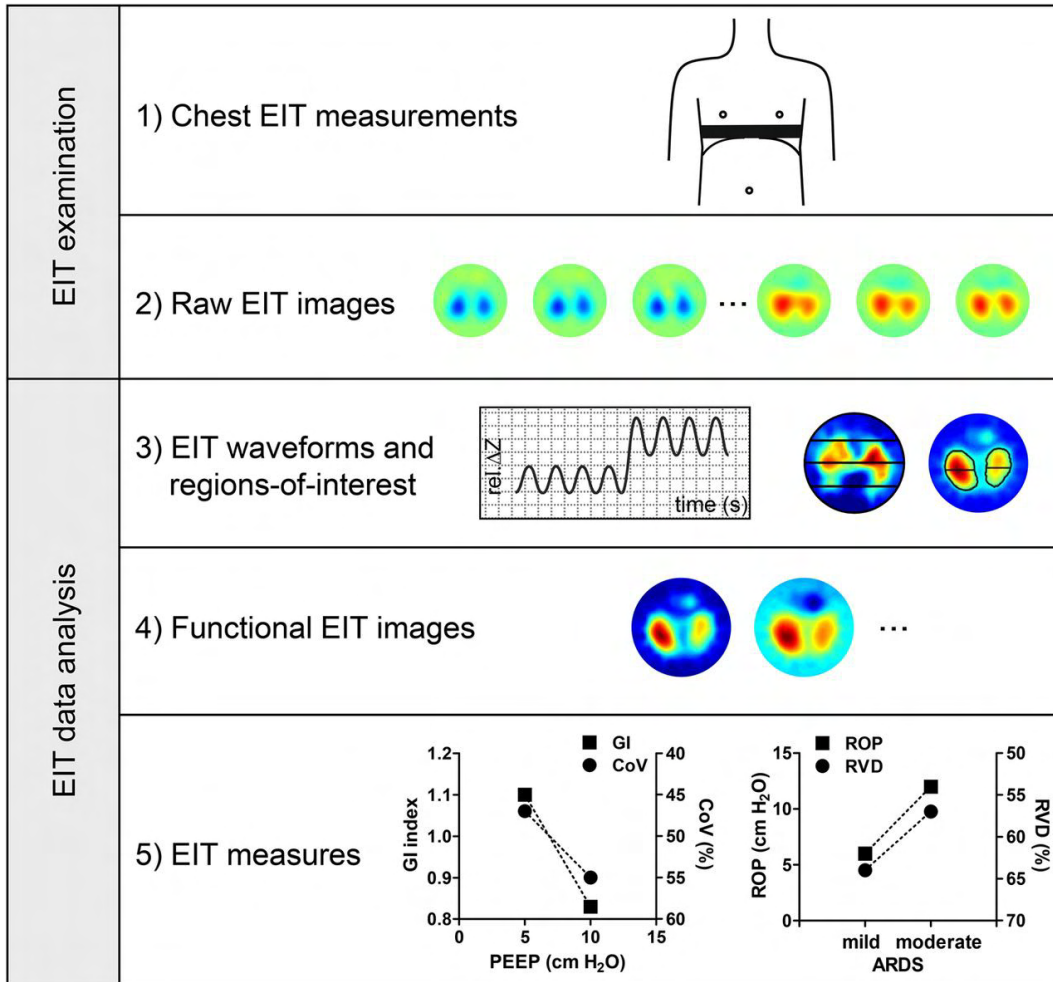 EIT examination
1) Chest EIT measurements
2) Raw EIT images
...
EIT data analysis
3) EIT waveforms and
regions-of-interest
rel. ΔZ
time (s)
4) Functional EIT images
...
5) EIT measures
GI
CoV
1.2
1.1
1.0
0.9
0.8
GI index
40
45
50
55
60
CoV (%)
0
5
10
15
PEEP (cm H₂O)
ROP
RVD
15
10
5
0
ROP (cm H₂O)
50
55
60
65
70
RVD (%)
mild
moderate
ARDS